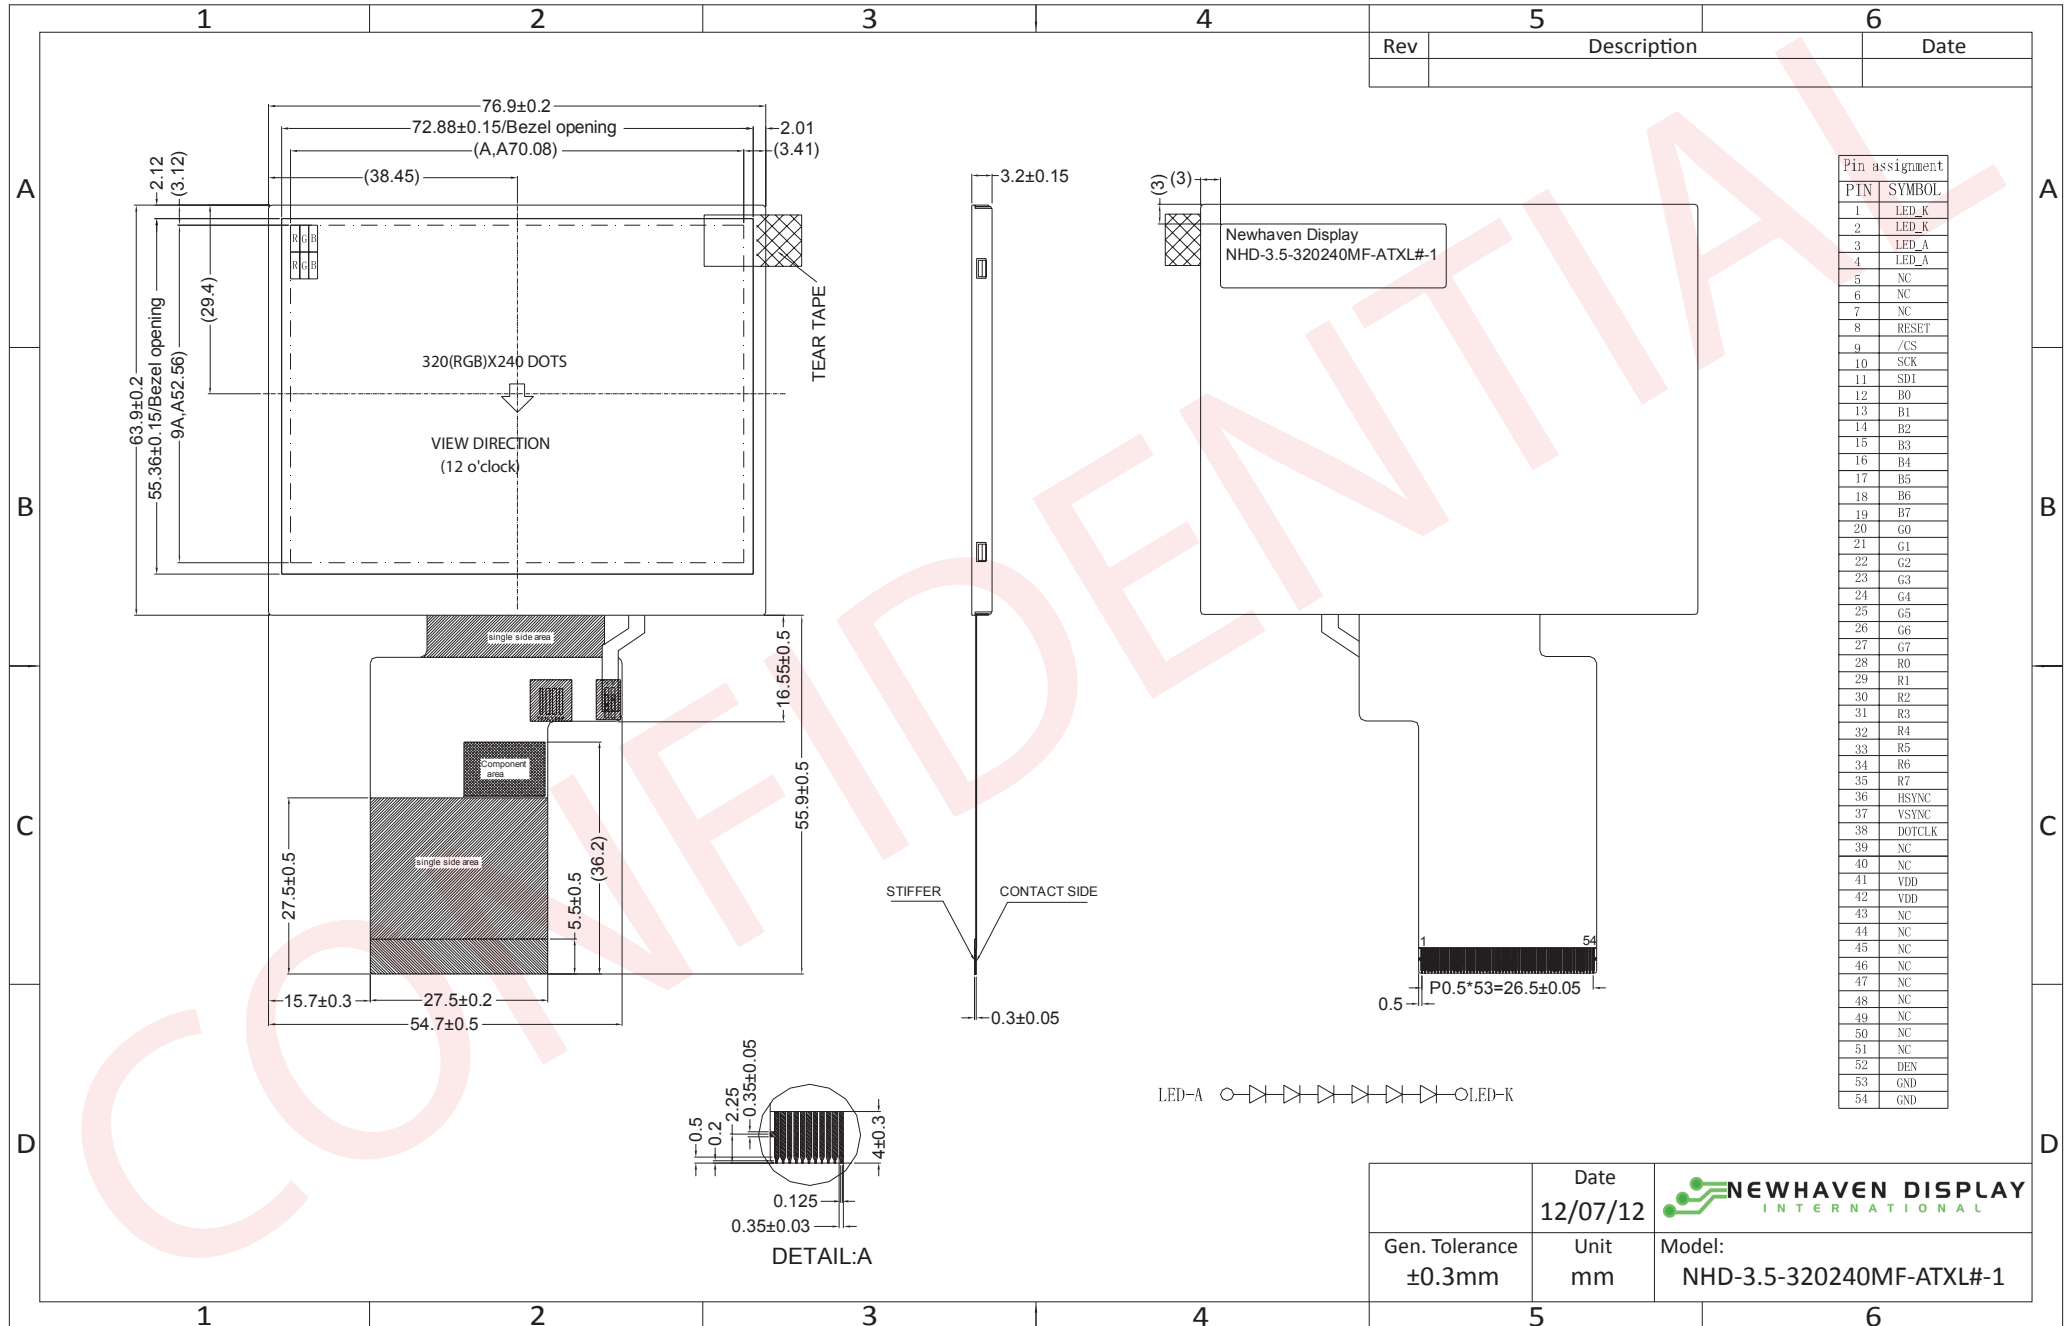 1 2 3 4 5 6
Rev Description Date
A
B
C
D
76.9±0.2
72.88±0.15/Bezel opening
2.01
(A,A70.08)
(3.41)
(38.45)
2.12
(3.12)
(29.4)
63.9±0.2
55.36±0.15/Bezel opening
9A,A52.56)
R G B
R G B
320(RGB)X240 DOTS
VIEW DIRECTION
(12 o'clock)
TEAR TAPE
single side area
Component
area
single side area
16.55±0.5
55.9±0.5
(36.2)
5.5±0.5
27.5±0.5
15.7±0.3
27.5±0.2
54.7±0.5
3.2±0.15
STIFFER
CONTACT SIDE
0.3±0.05
(3)
(3)
Newhaven Display
NHD-3.5-320240MF-ATXL#-1
1 54
P0.5*53=26.5±0.05
0.5
LED-A LED-K
0.5
0.2
2.25
0.35±0.05
4±0.3
0.125
0.35±0.03
DETAIL:A
Pin assignment
PIN SYMBOL
1 LED_K
2 LED_K
3 LED_A
4 LED_A
5 NC
6 NC
7 NC
8 RESET
9 /CS
10 SCK
11 SDI
12 B0
13 B1
14 B2
15 B3
16 B4
17 B5
18 B6
19 B7
20 G0
21 G1
22 G2
23 G3
24 G4
25 G5
26 G6
27 G7
28 R0
29 R1
30 R2
31 R3
32 R4
33 R5
34 R6
35 R7
36 HSYNC
37 VSYNC
38 DOTCLK
39 NC
40 NC
41 VDD
42 VDD
43 NC
44 NC
45 NC
46 NC
47 NC
48 NC
49 NC
50 NC
51 NC
52 DEN
53 GND
54 GND
A
B
C
D
Date
12/07/12
NEWHAVEN DISPLAY
INTERNATIONAL
Gen. Tolerance
±0.3mm
Unit
mm
Model:
NHD-3.5-320240MF-ATXL#-1
1 2 3 4 5 6
CONFIDENTIAL